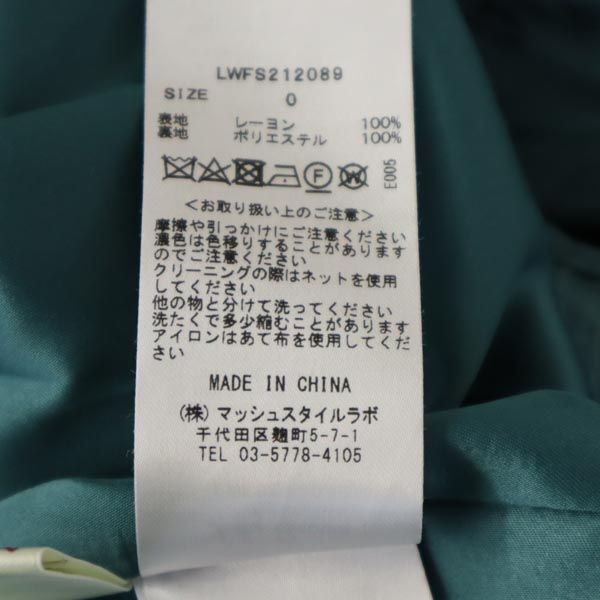 LWFS212089
SIZE 0
表地 レーヨン 100%
裏地 ポリエステル 100%
F W E005
＜お取り扱い上のご注意＞
摩擦や引っかけにご注意ください
濃色は色移りすることがあります
のでご注意ください
クリーニングの際はネットを使用
してください
他の物と分けて洗ってください
洗たくで多少縮むことがあります
アイロンはあて布を使用してくだ
さい
MADE IN CHINA
(株) マッシュスタイルラボ
千代田区麹町5-7-1
TEL 03-5778-4105